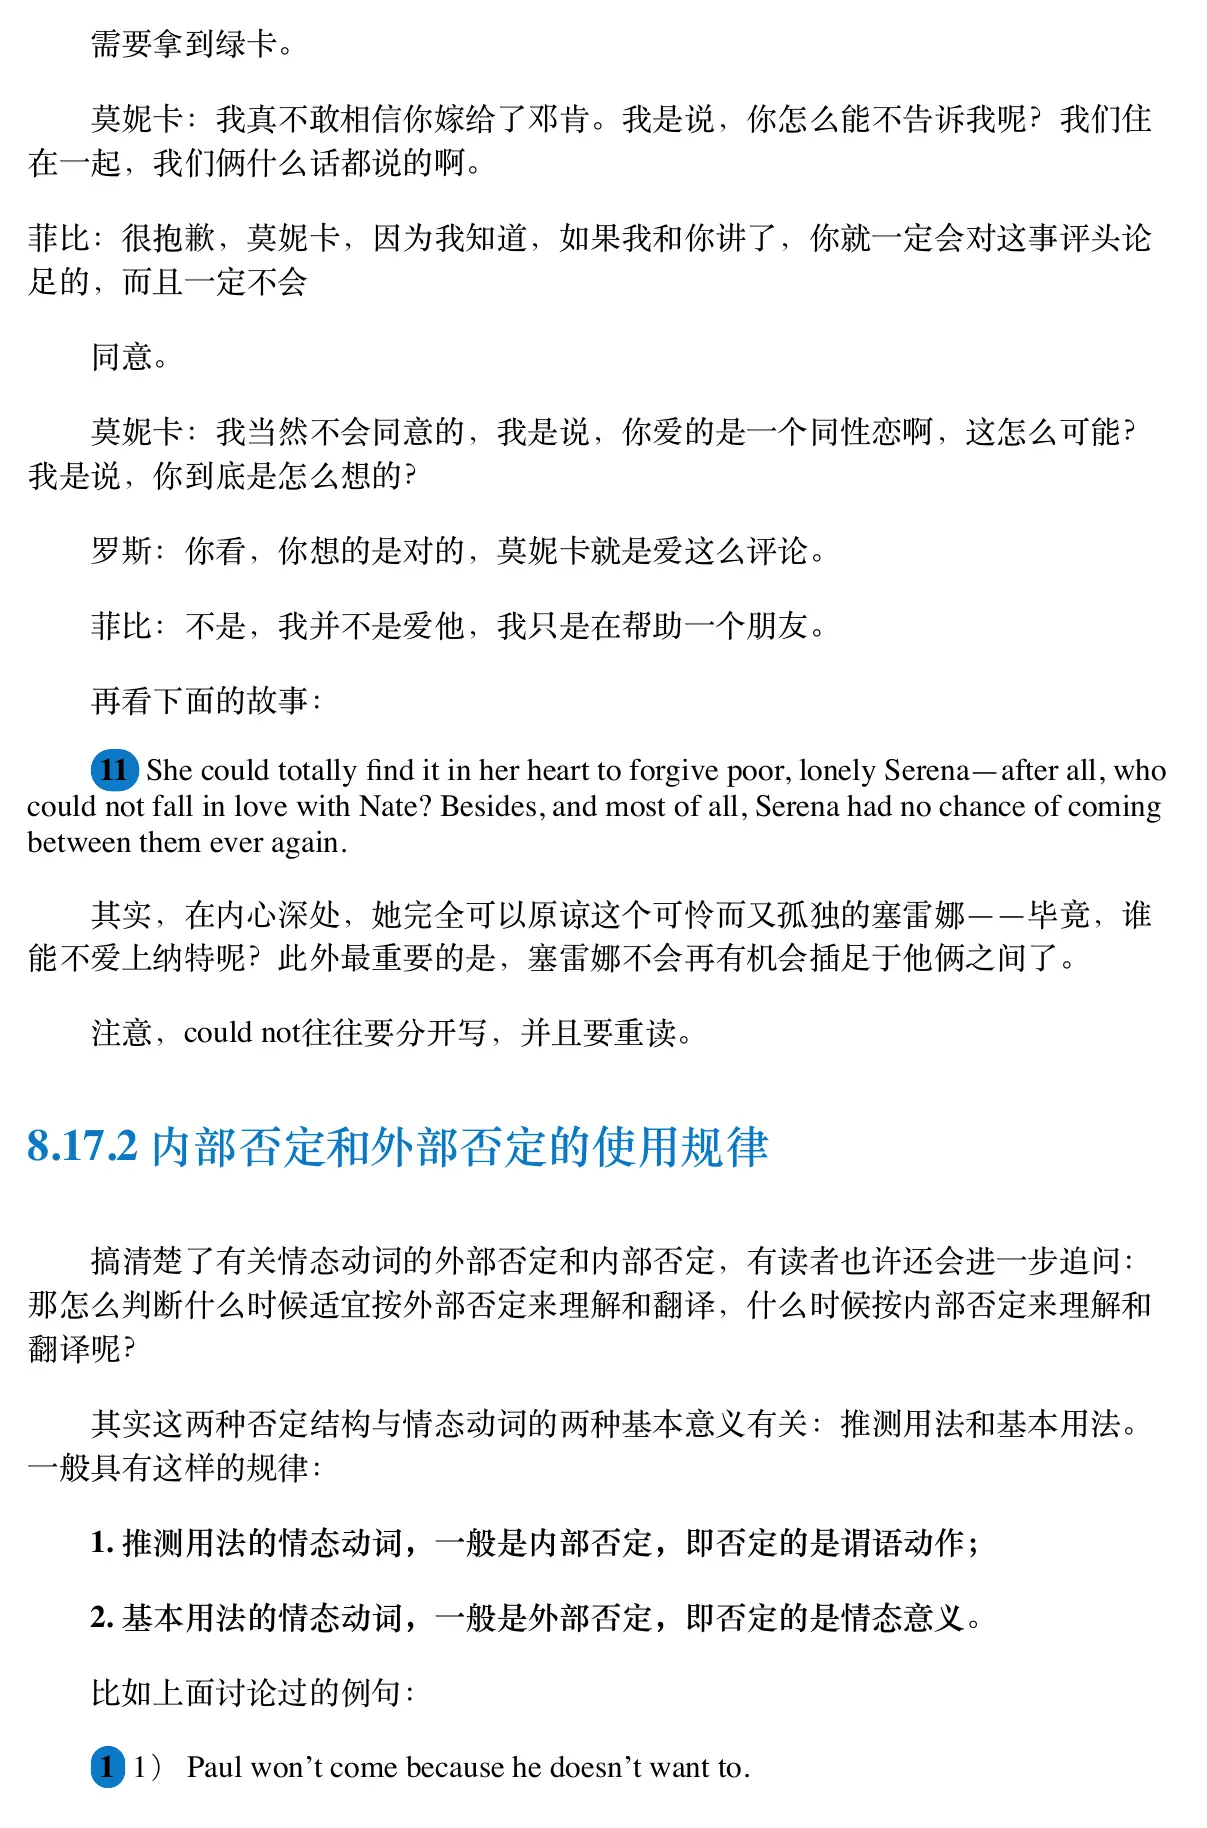 需要拿到绿卡。
莫妮卡：我真不敢相信你嫁给了邓肯。我是说，你怎么能不告诉我呢？我们住
在一起，我们俩什么话都说的啊。
菲比：很抱歉，莫妮卡，因为我知道，如果我和你讲了，你就一定会对这事评头论
足的，而且一定不会
同意。
莫妮卡：我当然不会同意的，我是说，你爱的是一个同性恋啊，这怎么可能？
我是说，你到底是怎么想的？
罗斯：你看，你想的是对的，莫妮卡就是爱这么评论。
菲比：不是，我并不是爱他，我只是在帮助一个朋友。
再看下面的故事：
11 She could totally find it in her heart to forgive poor, lonely Serena—after all, who
could not fall in love with Nate? Besides, and most of all, Serena had no chance of coming
between them ever again.
其实，在内心深处，她完全可以原谅这个可怜而又孤独的塞雷娜——毕竟，谁
能不爱上纳特呢？此外最重要的是，塞雷娜不会再有机会插足于他俩之间了。
注意，could not往往要分开写，并且要重读。
8.17.2 内部否定和外部否定的使用规律
搞清楚了有关情态动词的外部否定和内部否定，有读者也许还会进一步追问：
那怎么判断什么时候适宜按外部否定来理解和翻译，什么时候按内部否定来理解和
翻译呢？
其实这两种否定结构与情态动词的两种基本意义有关：推测用法和基本用法。
一般具有这样的规律：
1. 推测用法的情态动词，一般是内部否定，即否定的是谓语动作；
2. 基本用法的情态动词，一般是外部否定，即否定的是情态意义。
比如上面讨论过的例句：
1 1） Paul won’t come because he doesn’t want to.